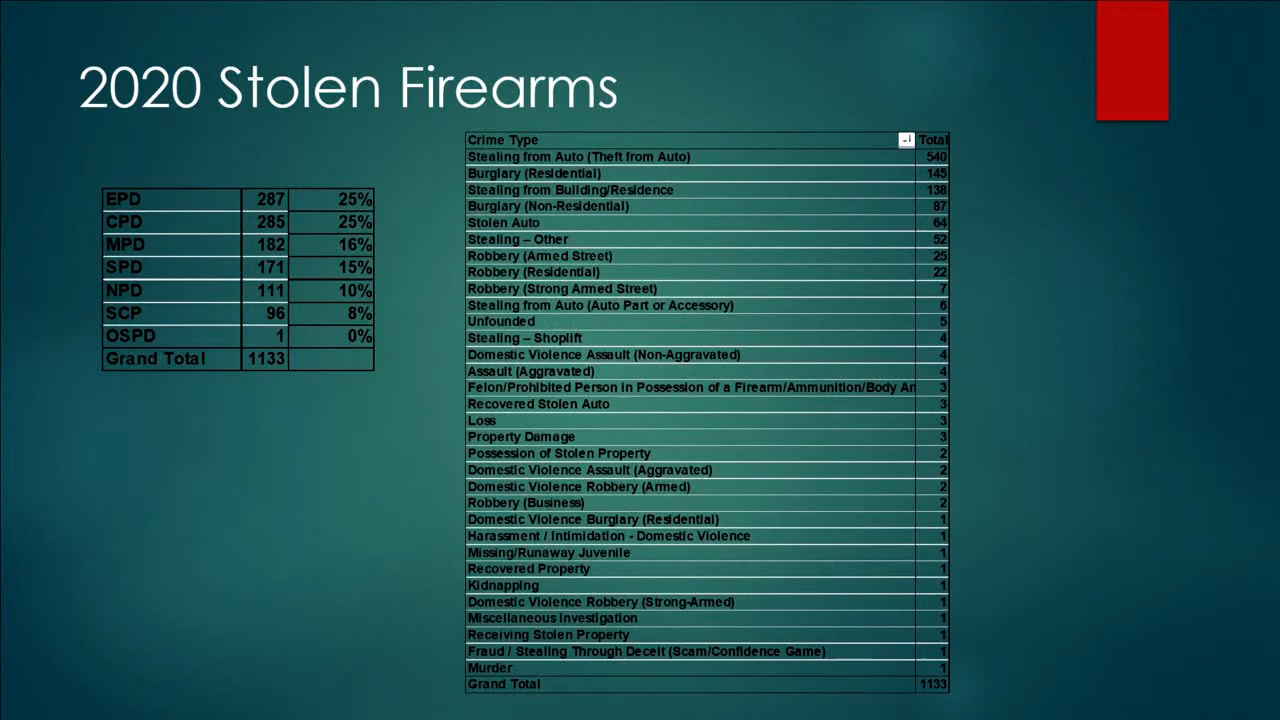 2020 Stolen Firearms
EPD 287 25%
CPD 285 25%
MPD 182 16%
SPD 171 15%
NPD 111 10%
SCP 96 8%
OSPD 1 0%
Grand Total 1133
Crime Type Total
Stealing from Auto (Theft from Auto) 540
Burglary (Residential) 145
Stealing from Building/Residence 138
Burglary (Non-Residential) 87
Stolen Auto 64
Stealing – Other 52
Robbery (Armed Street) 25
Robbery (Residential) 22
Robbery (Strong Armed Street) 7
Stealing from Auto (Auto Part or Accessory) 6
Unfounded 5
Stealing – Shoplift 4
Domestic Violence Assault (Non-Aggravated) 4
Assault (Aggravated) 4
Felon/Prohibited Person in Possession of a Firearm/Ammunition/Body Ar 3
Recovered Stolen Auto 3
Loss 3
Property Damage 3
Possession of Stolen Property 2
Domestic Violence Assault (Aggravated) 2
Domestic Violence Robbery (Armed) 2
Robbery (Business) 2
Domestic Violence Burglary (Residential) 1
Harassment / Intimidation - Domestic Violence 1
Missing/Runaway Juvenile 1
Recovered Property 1
Kidnapping 1
Domestic Violence Robbery (Strong-Armed) 1
Miscellaneous Investigation 1
Receiving Stolen Property 1
Fraud / Stealing Through Deceit (Scam/Confidence Game) 1
Murder 1
Grand Total 1133